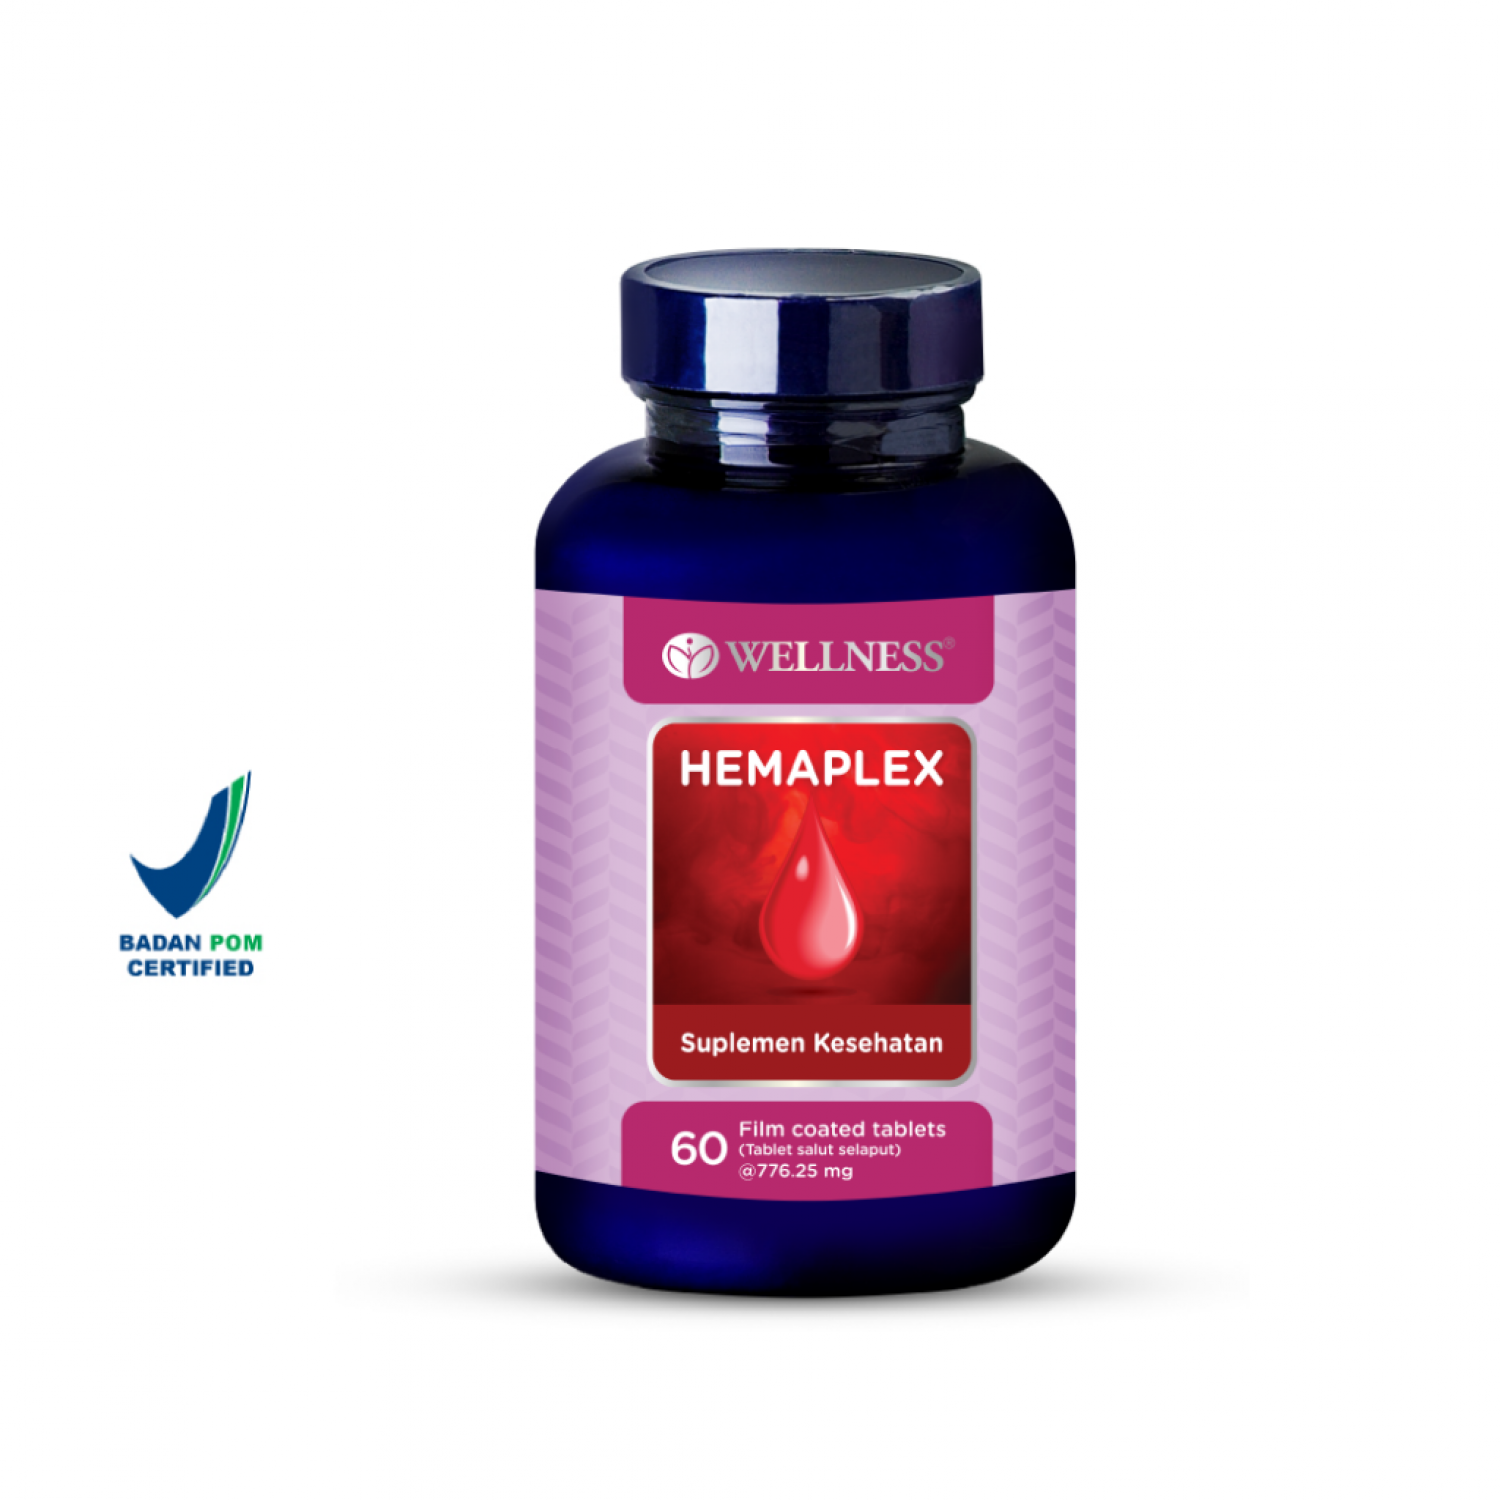 WELLNESS®
HEMAPLEX
BADAN POM
CERTIFIED
Suplemen Kesehatan
60 Film coated tablets
(Tablet salut selaput)
@776.25 mg